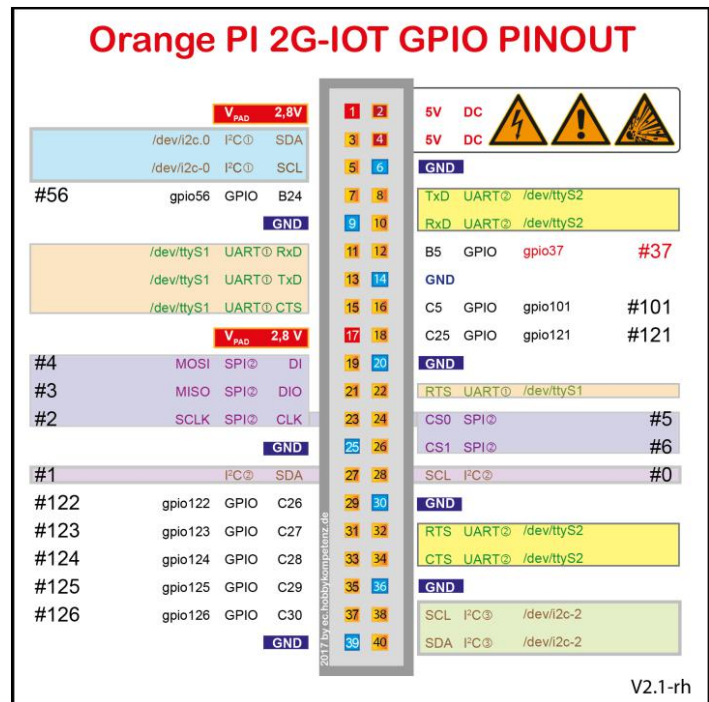 Orange PI 2G-IOT GPIO PINOUT
VPAD 2,8V 1 2 5V DC
/dev/i2c.0 I²C① SDA 3 4 5V DC
/dev/i2c-0 I²C① SCL 5 6 GND
#56 gpio56 GPIO B24 7 8 TxD UART② /dev/ttyS2
GND 9 10 RxD UART② /dev/ttyS2
/dev/ttyS1 UART① RxD 11 12 B5 GPIO gpio37 #37
/dev/ttyS1 UART① TxD 13 14 GND
/dev/ttyS1 UART① CTS 15 16 C5 GPIO gpio101 #101
VPAD 2,8 V 17 18 C25 GPIO gpio121 #121
#4 MOSI SPI② DI 19 20 GND
#3 MISO SPI② DIO 21 22 RTS UART① /dev/ttyS1
#2 SCLK SPI② CLK 23 24 CS0 SPI② #5
GND 25 26 CS1 SPI② #6
#1 I²C② SDA 27 28 SCL I²C② #0
#122 gpio122 GPIO C26 29 30 GND
#123 gpio123 GPIO C27 31 32 RTS UART② /dev/ttyS2
#124 gpio124 GPIO C28 33 34 CTS UART② /dev/ttyS2
#125 gpio125 GPIO C29 35 36 GND
#126 gpio126 GPIO C30 37 38 SCL I²C③ /dev/i2c-2
GND 39 40 SDA I²C③ /dev/i2c-2
2017 by ec.hobbykompetenz.de
V2.1-rh